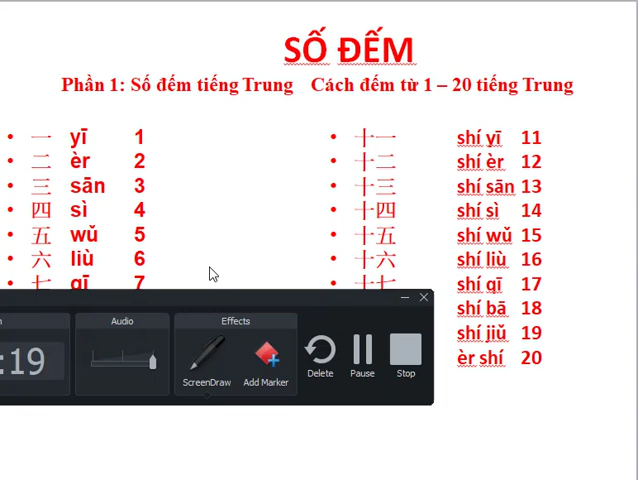 SỐ ĐẾM
Phần 1: Số đếm tiếng Trung Cách đếm từ 1 – 20 tiếng Trung
• 一 yī 1
• 二 èr 2
• 三 sān 3
• 四 sì 4
• 五 wǔ 5
• 六 liù 6
• 七 qī 7
• 十一 shí yī 11
• 十二 shí èr 12
• 十三 shí sān 13
• 十四 shí sì 14
• 十五 shí wǔ 15
• 十六 shí liù 16
• 十七 shí qī 17
shí bā 18
shí jiǔ 19
èr shí 20
:19
Audio
Effects
ScreenDraw
Add Marker
Delete
Pause
Stop